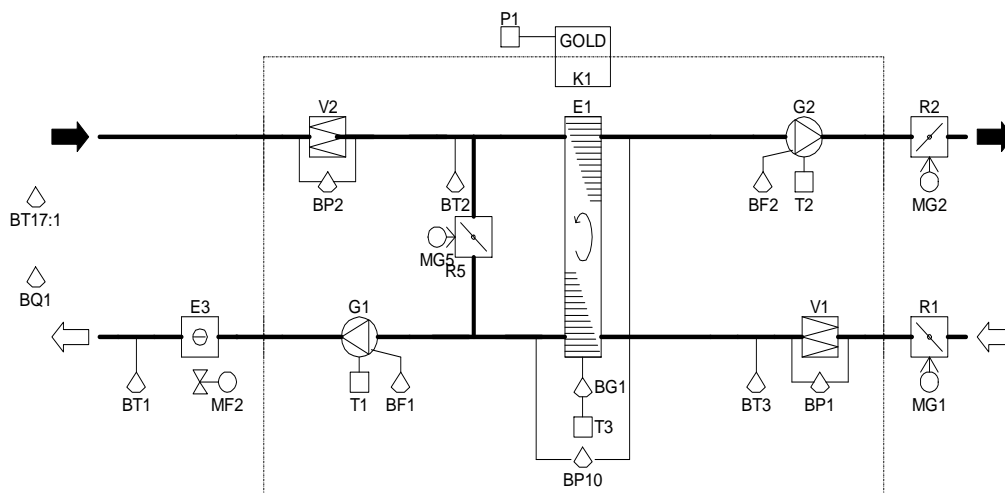 P1
GOLD
K1
V2
E1
G2
R2
BP2
BT2
BF2
T2
MG2
BT17:1
MG5
R5
BQ1
E3
G1
V1
R1
BT1
MF2
T1
BF1
BG1
BT3
BP1
MG1
T3
BP10